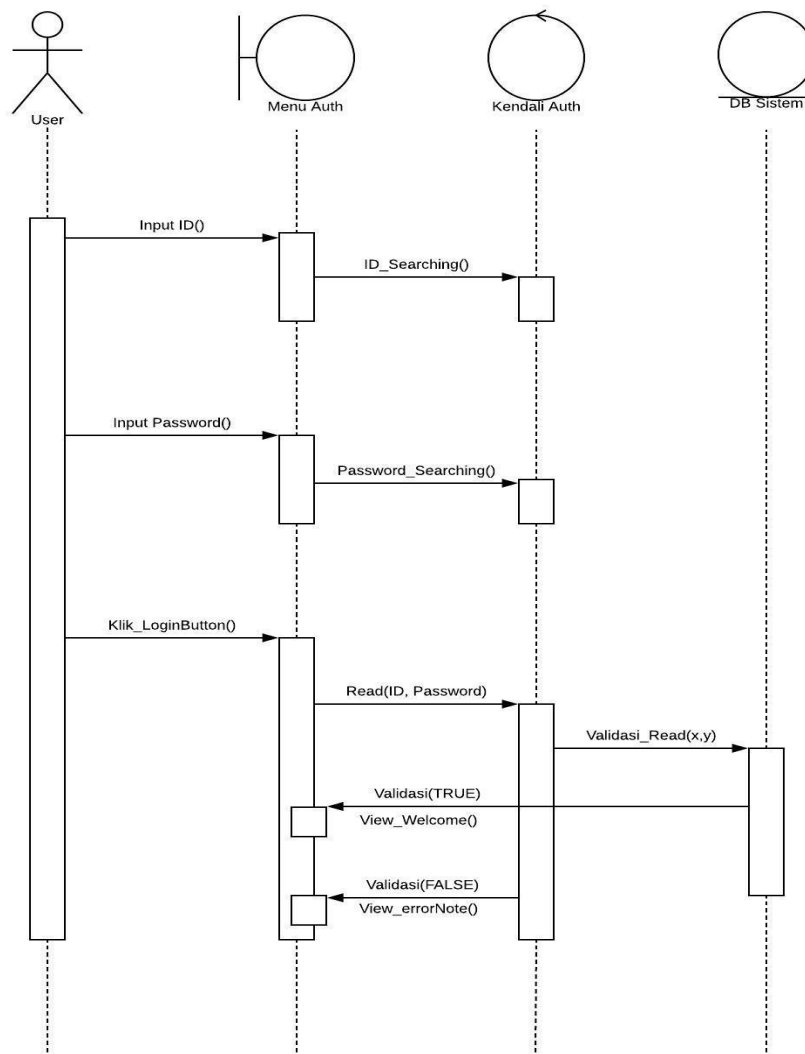 User
Menu Auth
Kendali Auth
DB Sistem
Input ID()
ID_Searching()
Input Password()
Password_Searching()
Klik_LoginButton()
Read(ID, Password)
Validasi_Read(x,y)
Validasi(TRUE)
View_Welcome()
Validasi(FALSE)
View_errorNote()